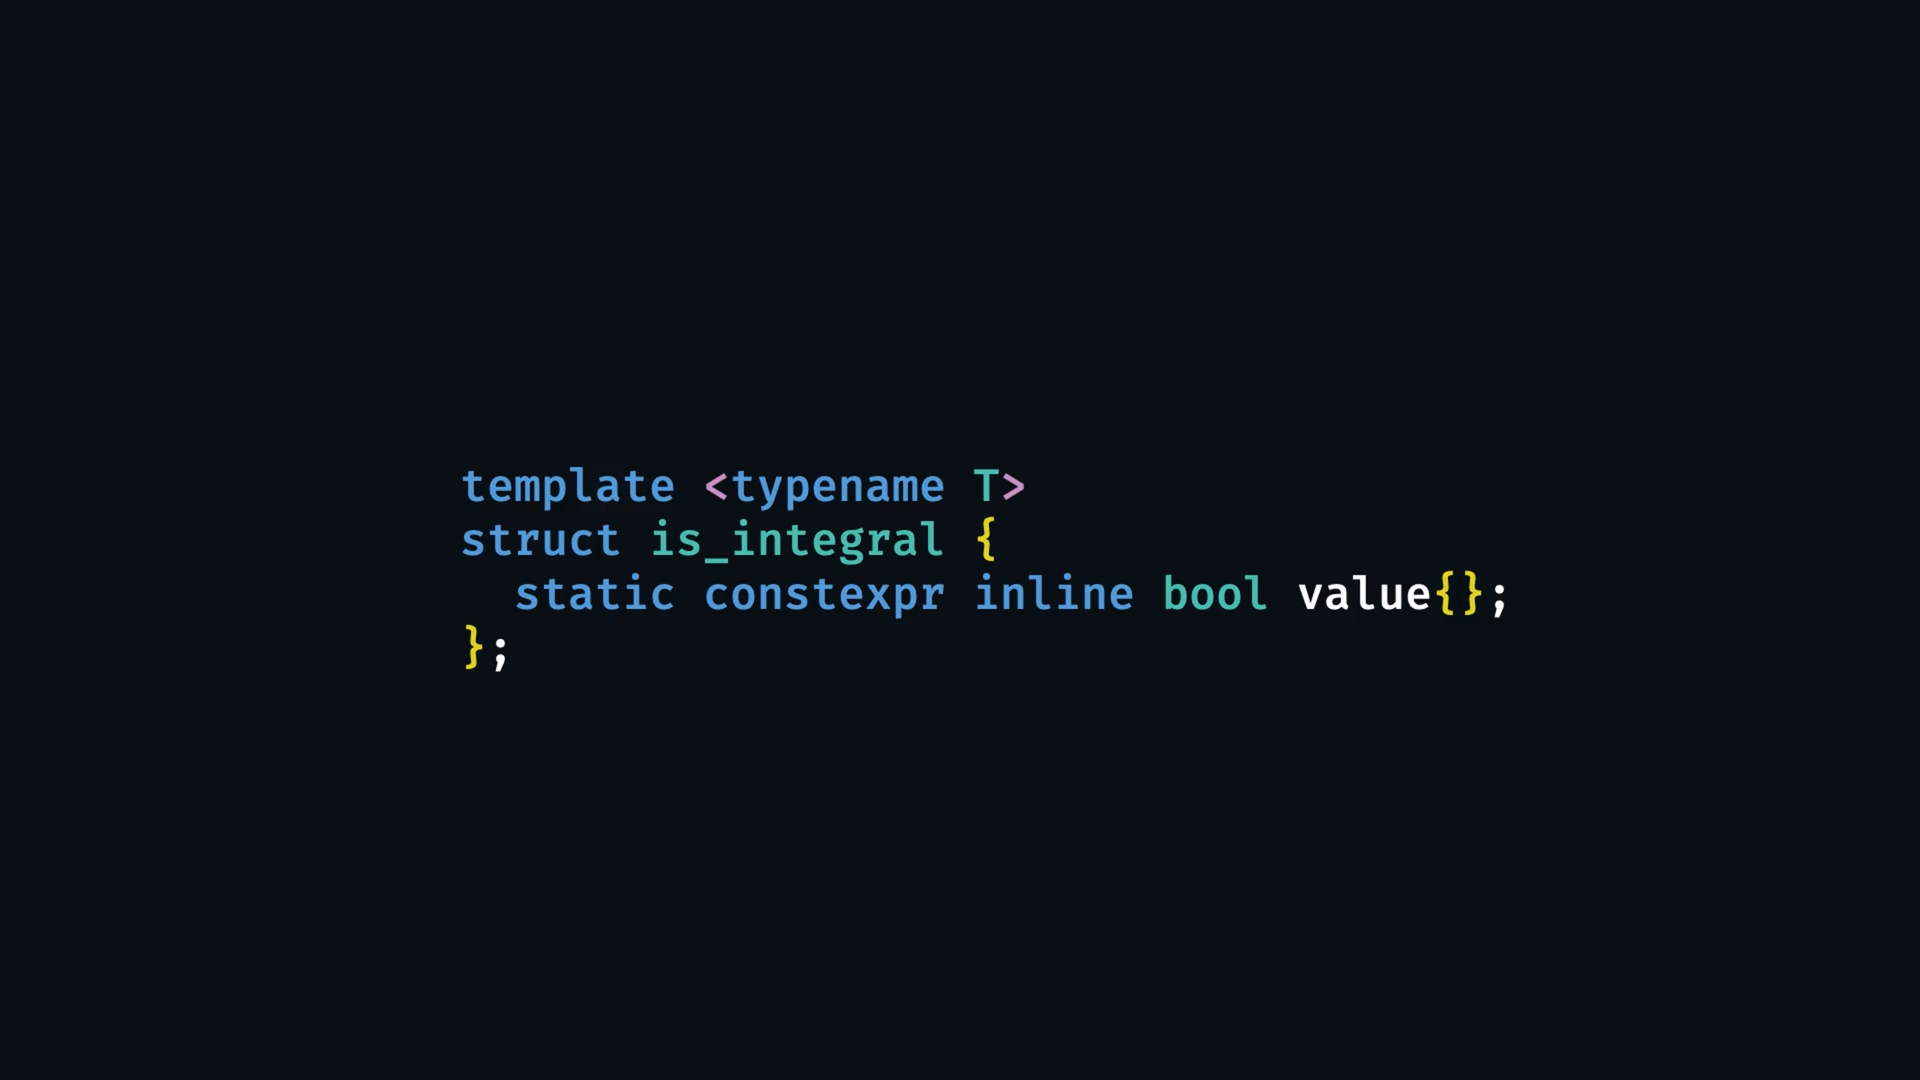 template <typename T>
struct is_integral {
  static constexpr inline bool value{};
};